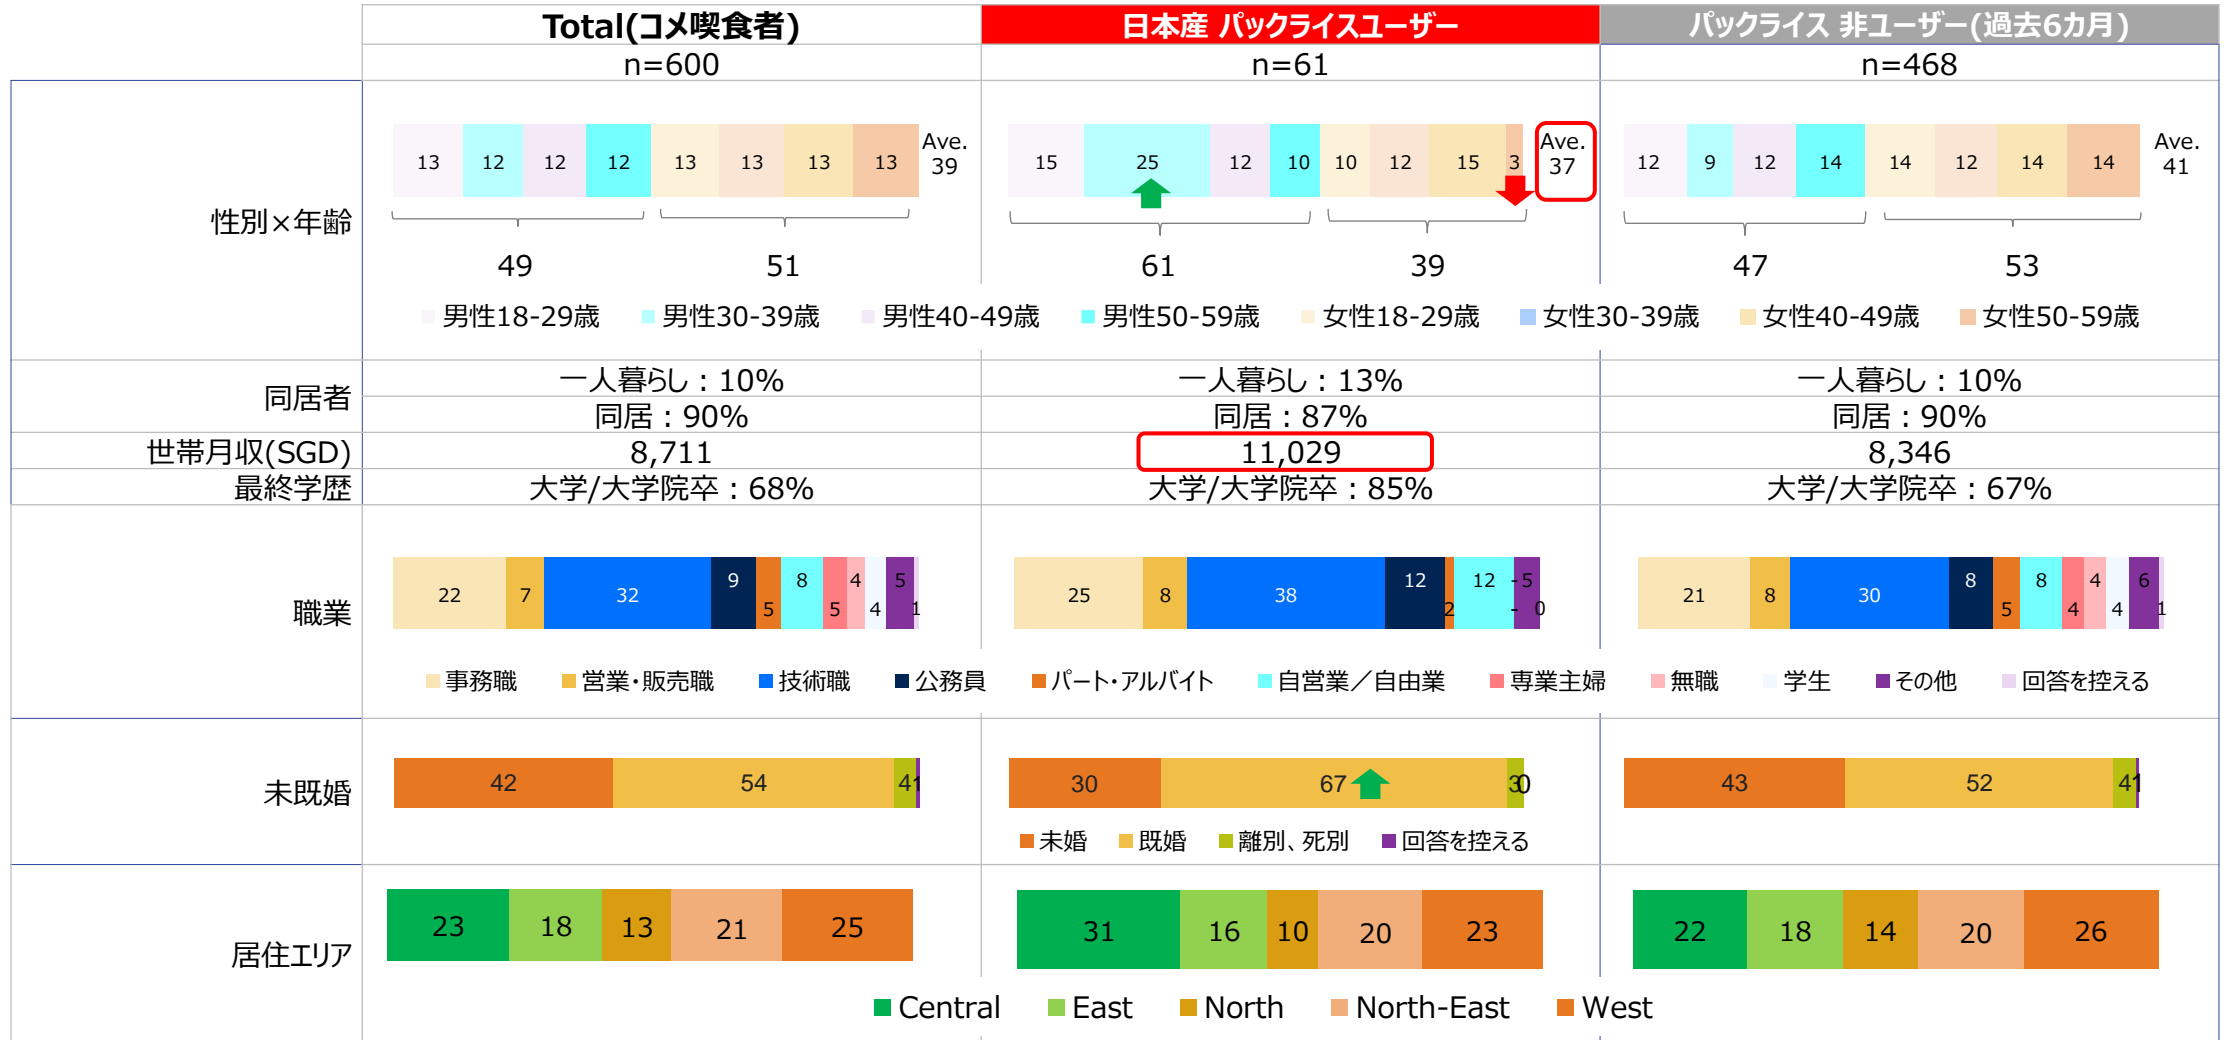 Total(コメ喫食者)
日本産 パックライスユーザー
パックライス 非ユーザー(過去6カ月)
n=600
n=61
n=468
性別×年齢
13 12 12 12 13 13 13 13
Ave.
39
49 51
15 25 12 10 10 12 15 3
Ave.
37
61 39
12 9 12 14 14 12 14 14
Ave.
41
47 53
男性18-29歳 男性30-39歳 男性40-49歳 男性50-59歳 女性18-29歳 女性30-39歳 女性40-49歳 女性50-59歳
同居者
一人暮らし：10%
一人暮らし：13%
一人暮らし：10%
同居：90%
同居：87%
同居：90%
世帯月収(SGD)
8,711
11,029
8,346
最終学歴
大学/大学院卒：68%
大学/大学院卒：85%
大学/大学院卒：67%
職業
22 7 32 9 5 8 5 4 4 5 1
25 8 38 12 2 12 - - 5 0
21 8 30 8 5 8 4 4 4 6 1
事務職 営業・販売職 技術職 公務員 パート・アルバイト 自営業／自由業 専業主婦 無職 学生 その他 回答を控える
未既婚
42 54 4 1
30 67 3 0
43 52 4 1
未婚 既婚 離別、死別 回答を控える
居住エリア
23 18 13 21 25
31 16 10 20 23
22 18 14 20 26
Central East North North-East West